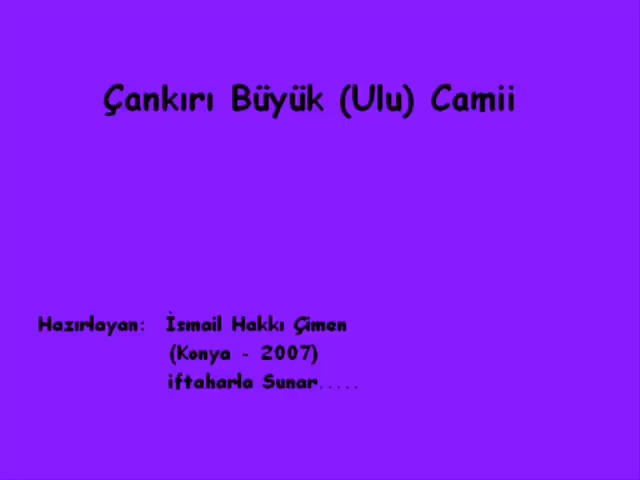 Çankırı Büyük (Ulu) Camii
Hazırlayan: İsmail Hakkı Çimen
(Konya - 2007)
iftaharla Sunar.....